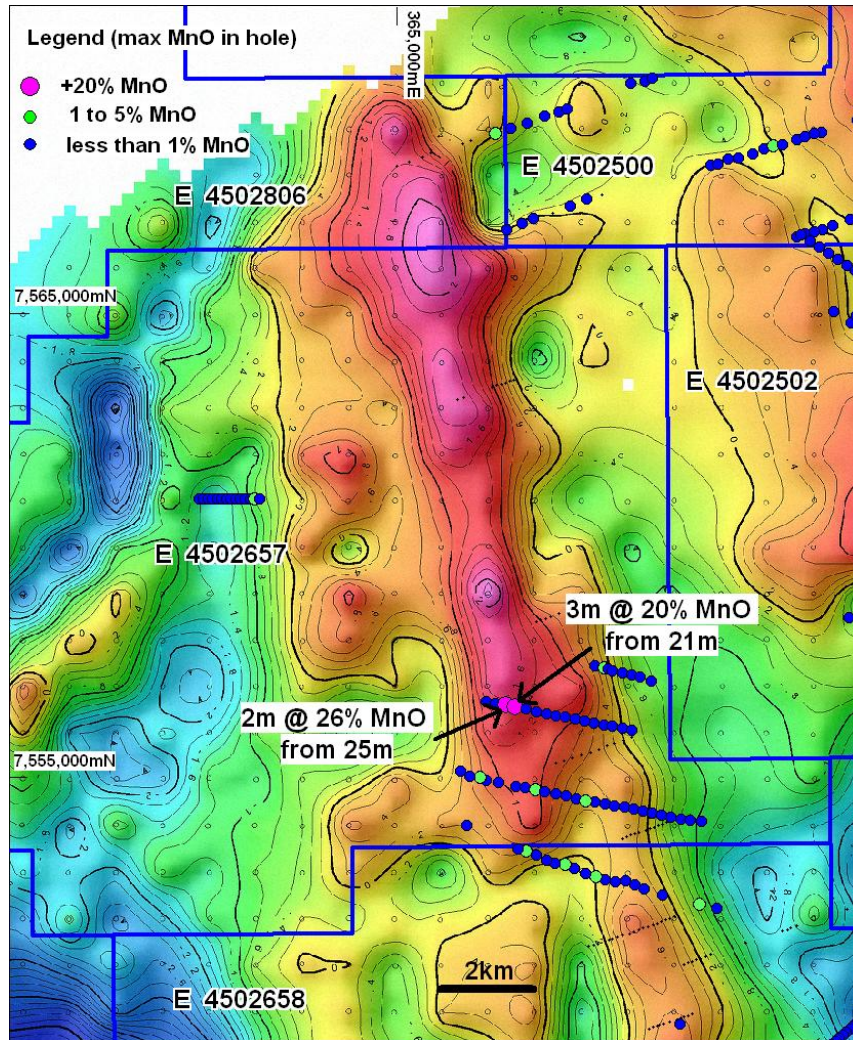 Legend (max MnO in hole)
+20% MnO
1 to 5% MnO
less than 1% MnO
365,000mE
E 4502806
E 4502500
7,565,000mN
E 4502502
E 4502657
3m @ 20% MnO
from 21m
2m @ 26% MnO
from 25m
7,555,000mN
2km
E 4502658